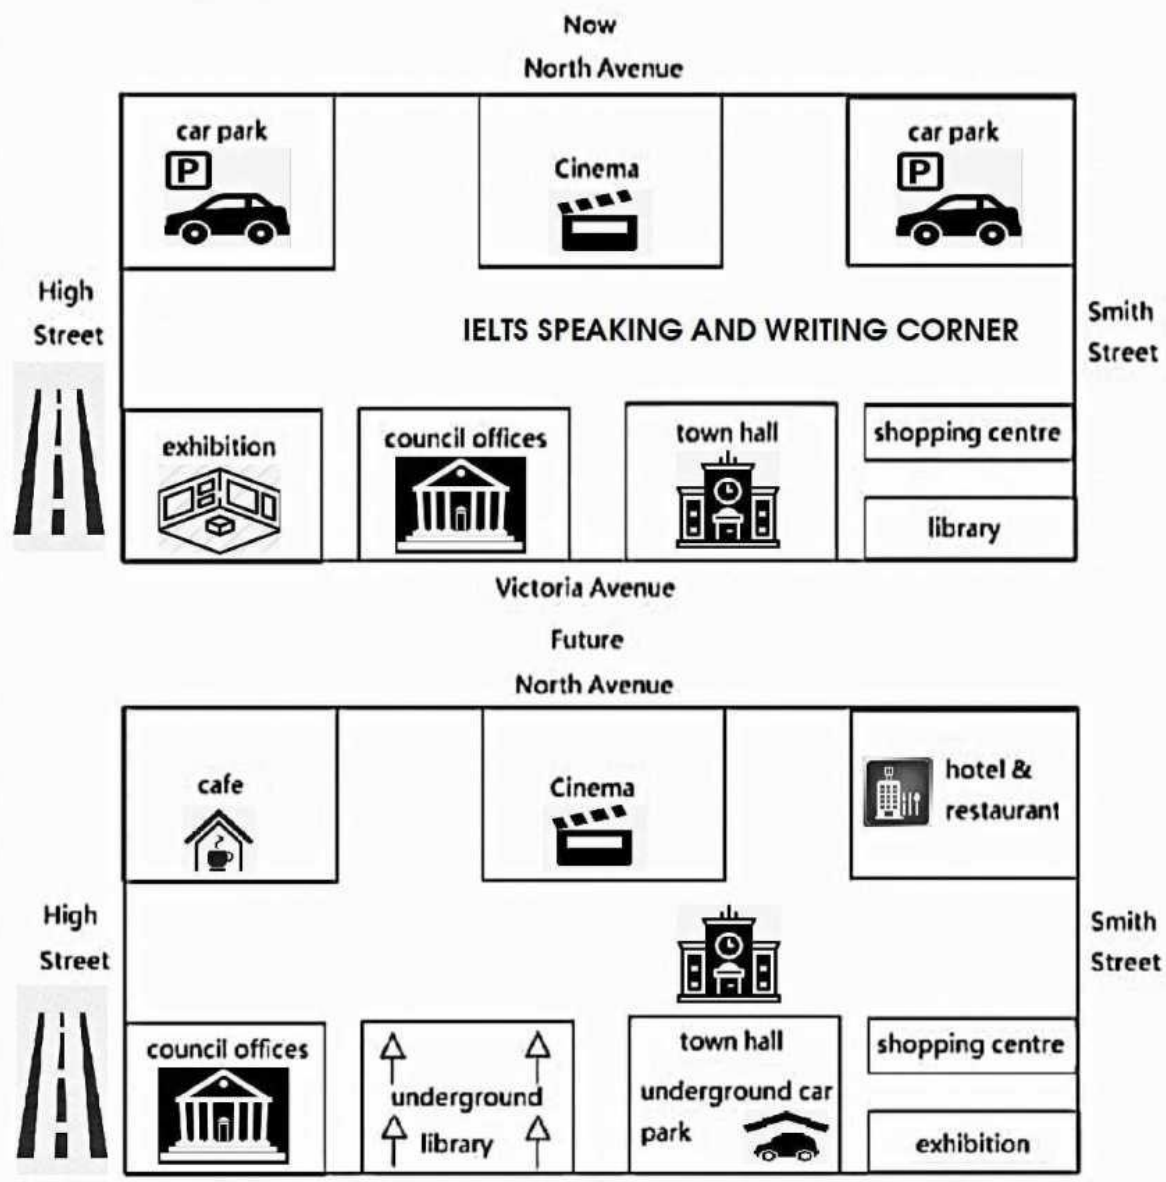 Now
North Avenue
car park
P
Cinema
car park
P
High
Street
IELTS SPEAKING AND WRITING CORNER
Smith
Street
exhibition
council offices
town hall
shopping centre
library
Victoria Avenue
Future
North Avenue
cafe
Cinema
hotel &
restaurant
High
Street
Smith
Street
council offices
underground
library
town hall
underground car
park
shopping centre
exhibition